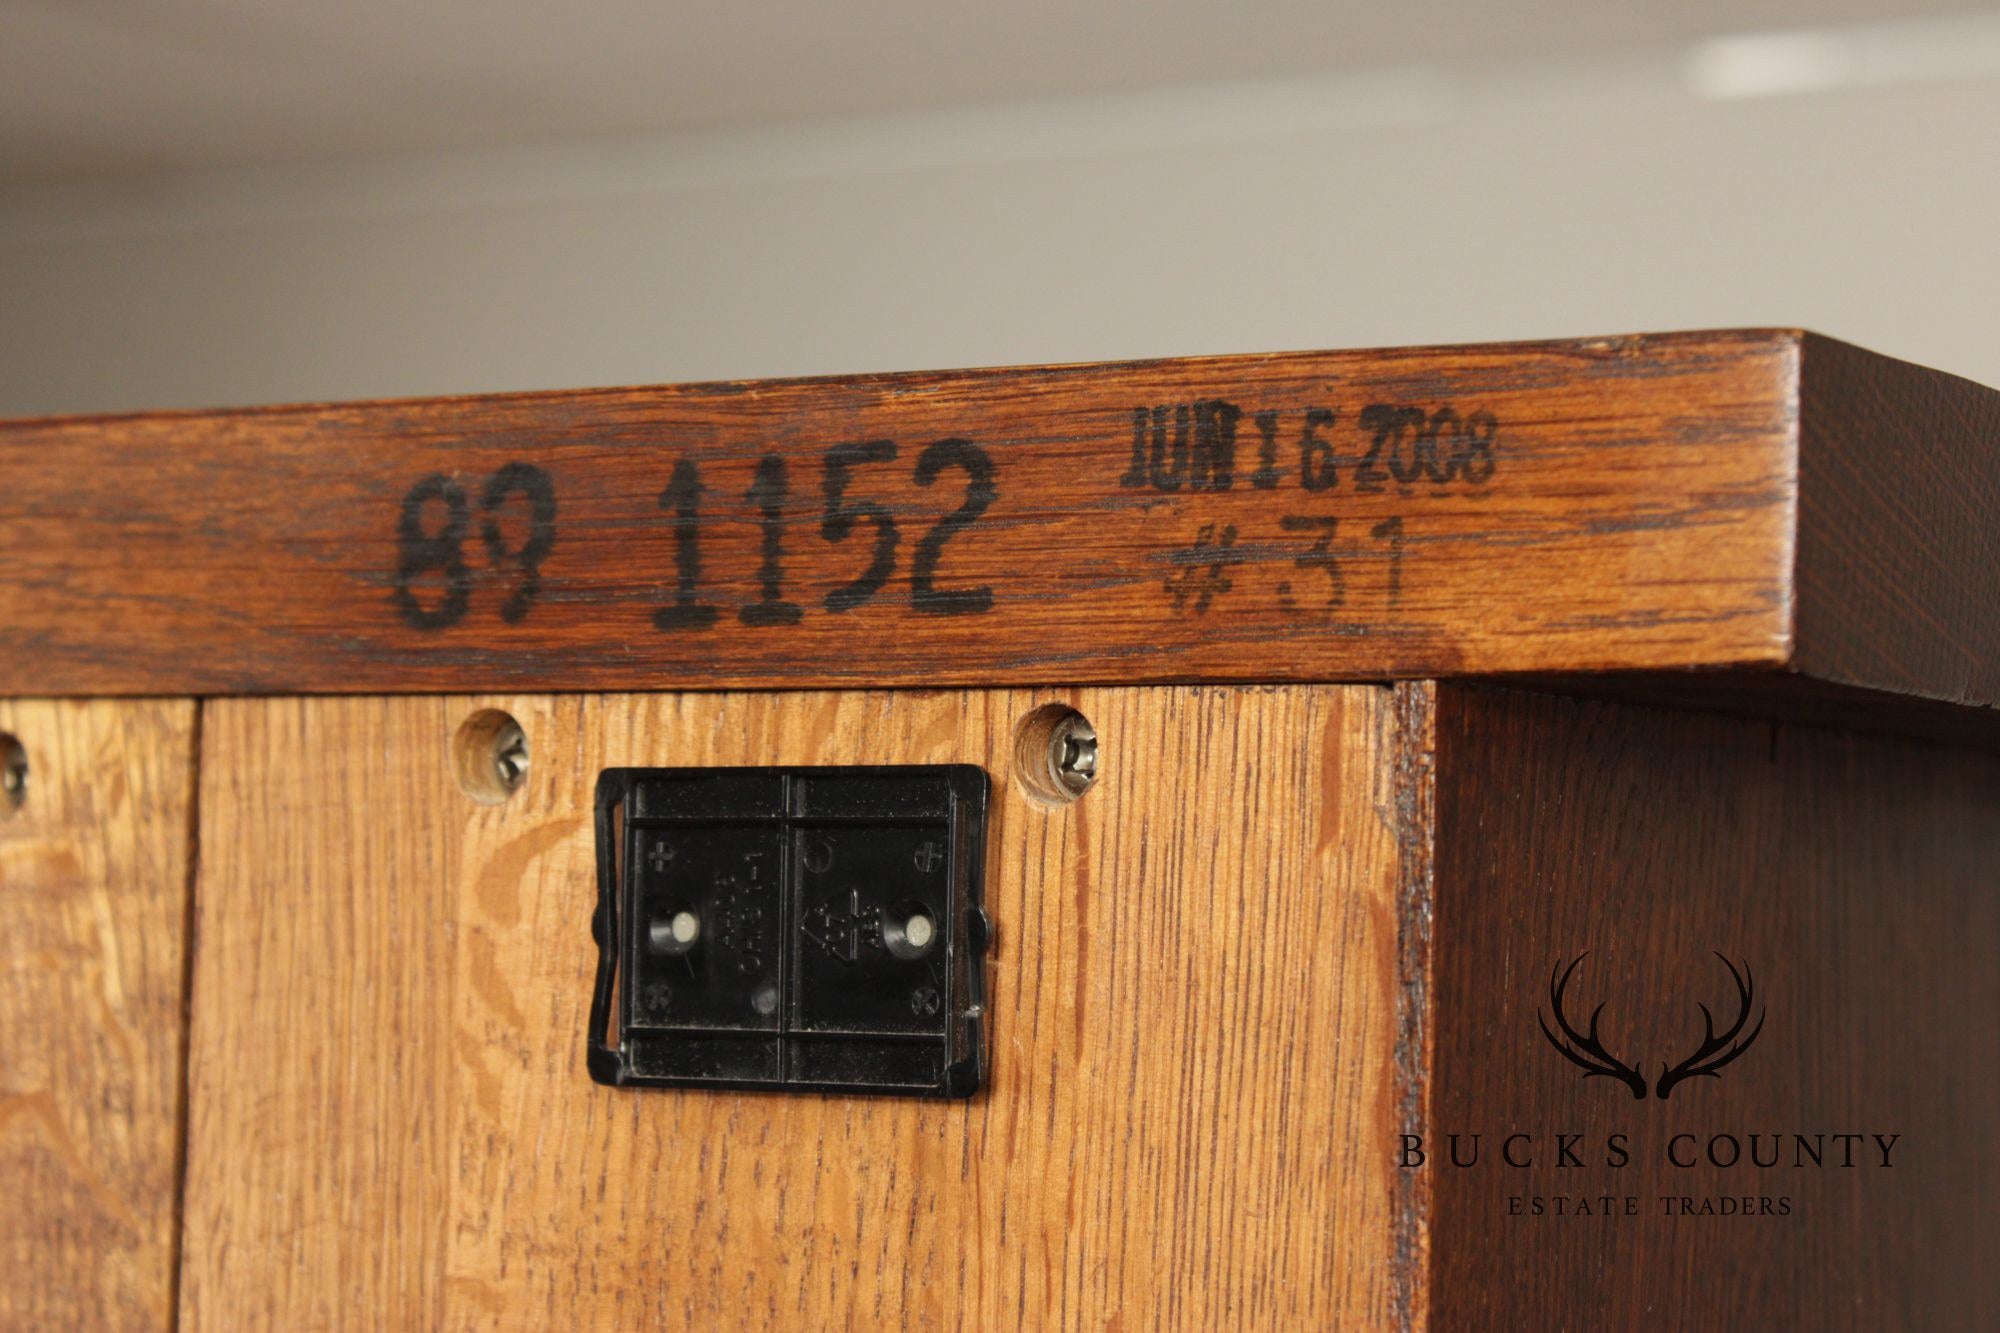 89 1152
JUN 16 2008
# 31
BUCKS COUNTY
ESTATE TRADERS